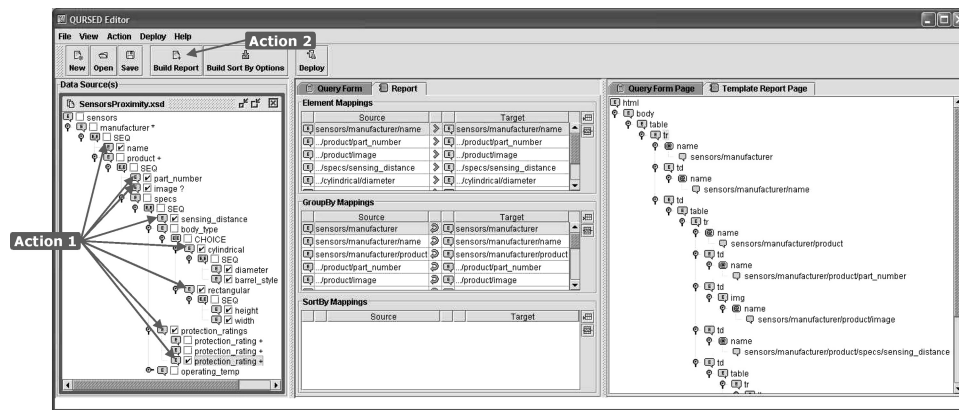 QURSED Editor
File View Action Deploy Help
Action 2
New Open Save Build Report Build Sort By Options Deploy
Data Source(s)
SensorsProximity.xsd
sensors
manufacturer *
SEQ
name
product +
SEQ
part_number
image ?
specs
SEQ
sensing_distance
body_type
CHOICE
cylindrical
SEQ
diameter
barrel_style
rectangular
SEQ
height
width
protection_ratings
protection_rating +
protection_rating +
protection_rating +
operating_temp
Action 1
Query Form Report
Element Mappings
Source Target
sensors/manufacturer/name sensors/manufacturer/name
.../product/part_number .../product/part_number
.../product/image .../product/image
.../specs/sensing_distance .../specs/sensing_distance
.../cylindrical/diameter .../cylindrical/diameter
GroupBy Mappings
Source Target
sensors/manufacturer sensors/manufacturer
sensors/manufacturer/name sensors/manufacturer/name
sensors/manufacturer/product sensors/manufacturer/product
.../product/part_number .../product/part_number
.../product/image .../product/image
SortBy Mappings
Source Target
Query Form Page Template Report Page
html
body
table
tr
name
sensors/manufacturer
td
name
sensors/manufacturer/name
td
table
tr
name
sensors/manufacturer/product
td
name
sensors/manufacturer/product/part_number
td
img
name
sensors/manufacturer/product/image
td
name
sensors/manufacturer/product/specs/sensing_distance
td
table
tr